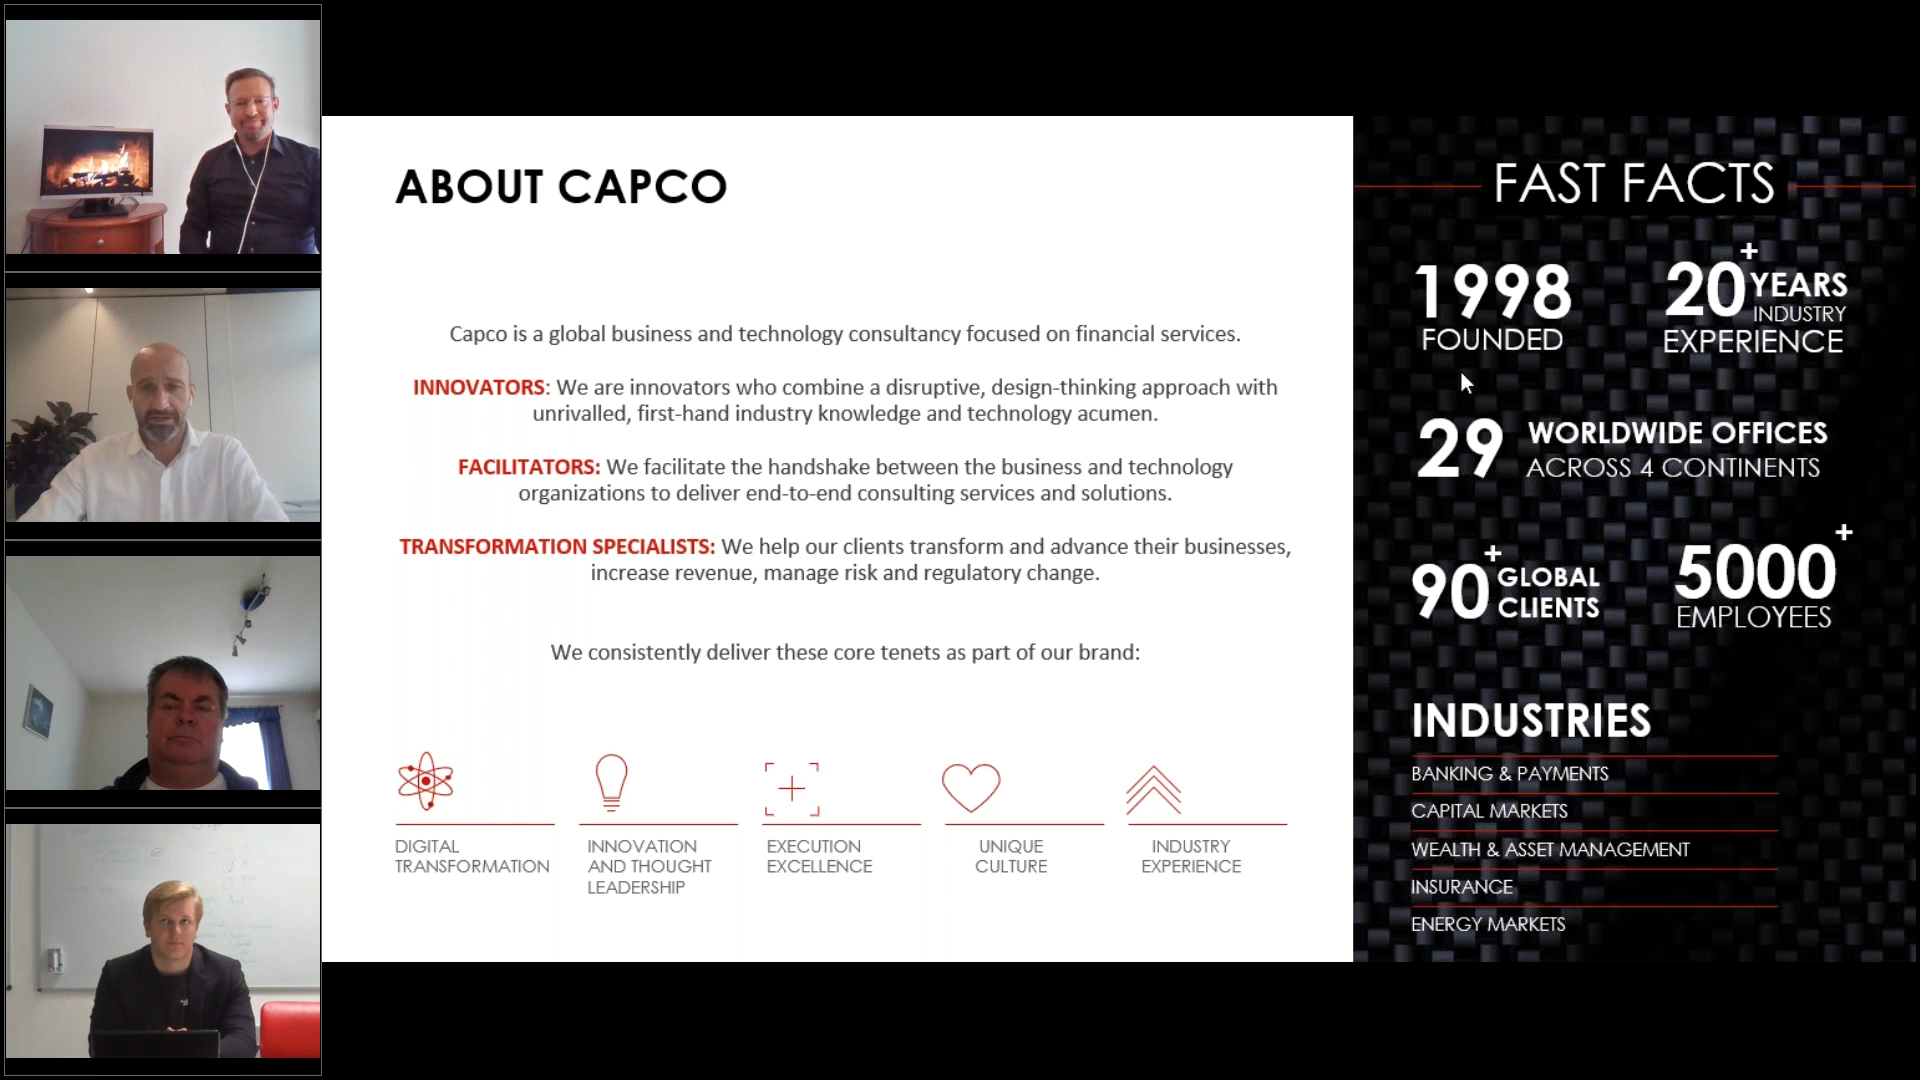 ABOUT CAPCO
Capco is a global business and technology consultancy focused on financial services.
INNOVATORS: We are innovators who combine a disruptive, design-thinking approach with
unrivalled, first-hand industry knowledge and technology acumen.
FACILITATORS: We facilitate the handshake between the business and technology
organizations to deliver end-to-end consulting services and solutions.
TRANSFORMATION SPECIALISTS: We help our clients transform and advance their businesses,
increase revenue, manage risk and regulatory change.
We consistently deliver these core tenets as part of our brand:
DIGITAL
TRANSFORMATION
INNOVATION
AND THOUGHT
LEADERSHIP
EXECUTION
EXCELLENCE
UNIQUE
CULTURE
INDUSTRY
EXPERIENCE
FAST FACTS
1998
FOUNDED
20+ YEARS
INDUSTRY
EXPERIENCE
29 WORLDWIDE OFFICES
ACROSS 4 CONTINENTS
90+ GLOBAL
CLIENTS
5000+
EMPLOYEES
INDUSTRIES
BANKING & PAYMENTS
CAPITAL MARKETS
WEALTH & ASSET MANAGEMENT
INSURANCE
ENERGY MARKETS